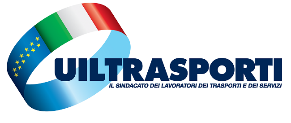 UILTRASPORTI
IL SINDACATO DEI LAVORATORI DEI TRASPORTI E DEI SERVIZI